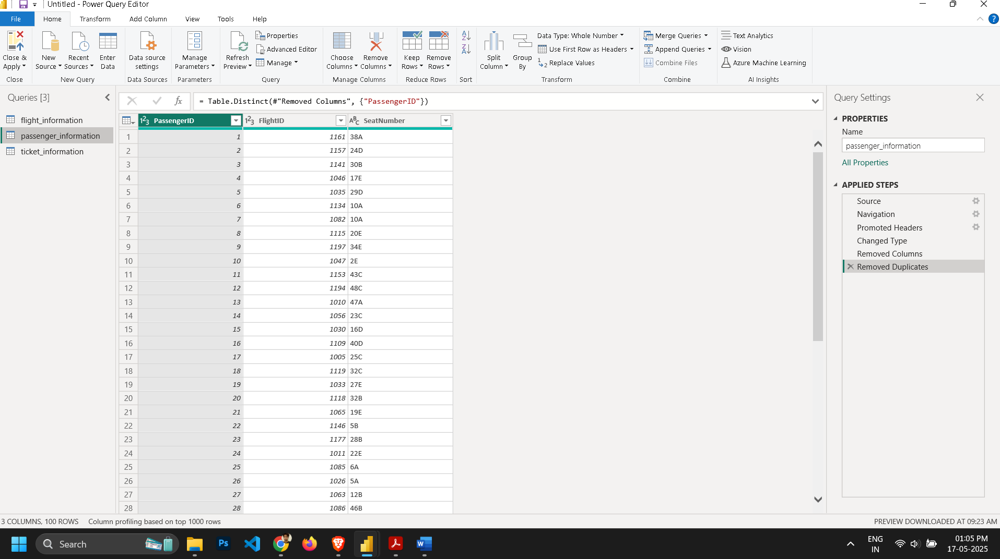 Untitled - Power Query Editor
File
Home
Transform
Add Column
View
Tools
Help
?
Close &
Apply
Close
New
Source
Recent
Sources
Enter
Data
New Query
Data source
settings
Data Sources
Manage
Parameters
Parameters
Refresh
Preview
Properties
Advanced Editor
Manage
Query
Choose
Columns
Remove
Columns
Manage Columns
Keep
Rows
Remove
Rows
Reduce Rows
A
Z
Z
A
Sort
Split
Column
Group
By
Data Type: Whole Number
Use First Row as Headers
1
2
Replace Values
Transform
Merge Queries
Append Queries
Combine Files
Combine
Text Analytics
Vision
Azure Machine Learning
AI Insights
Queries [3]
flight_information
passenger_information
ticket_information
fx
= Table.Distinct(#"Removed Columns", {"PassengerID"})
123 PassengerID 123 FlightID ABC SeatNumber
1 1 1161 38A
2 2 1157 24D
3 3 1141 30B
4 4 1046 17E
5 5 1035 29D
6 6 1134 10A
7 7 1082 10A
8 8 1115 20E
9 9 1197 34E
10 10 1047 2E
11 11 1153 43C
12 12 1194 48C
13 13 1010 47A
14 14 1056 23C
15 15 1030 16D
16 16 1109 40D
17 17 1005 25C
18 18 1119 32C
19 19 1033 27E
20 20 1118 32B
21 21 1065 19E
22 22 1146 5B
23 23 1177 28B
24 24 1011 22E
25 25 1085 6A
26 26 1026 5A
27 27 1063 12B
28 28 1086 46B
Query Settings
PROPERTIES
Name
passenger_information
All Properties
APPLIED STEPS
Source
Navigation
Promoted Headers
Changed Type
Removed Columns
Removed Duplicates
3 COLUMNS, 100 ROWS Column profiling based on top 1000 rows
PREVIEW DOWNLOADED AT 09:23 AM
Search
Ps
W
ENG
IN
01:05 PM
17-05-2025